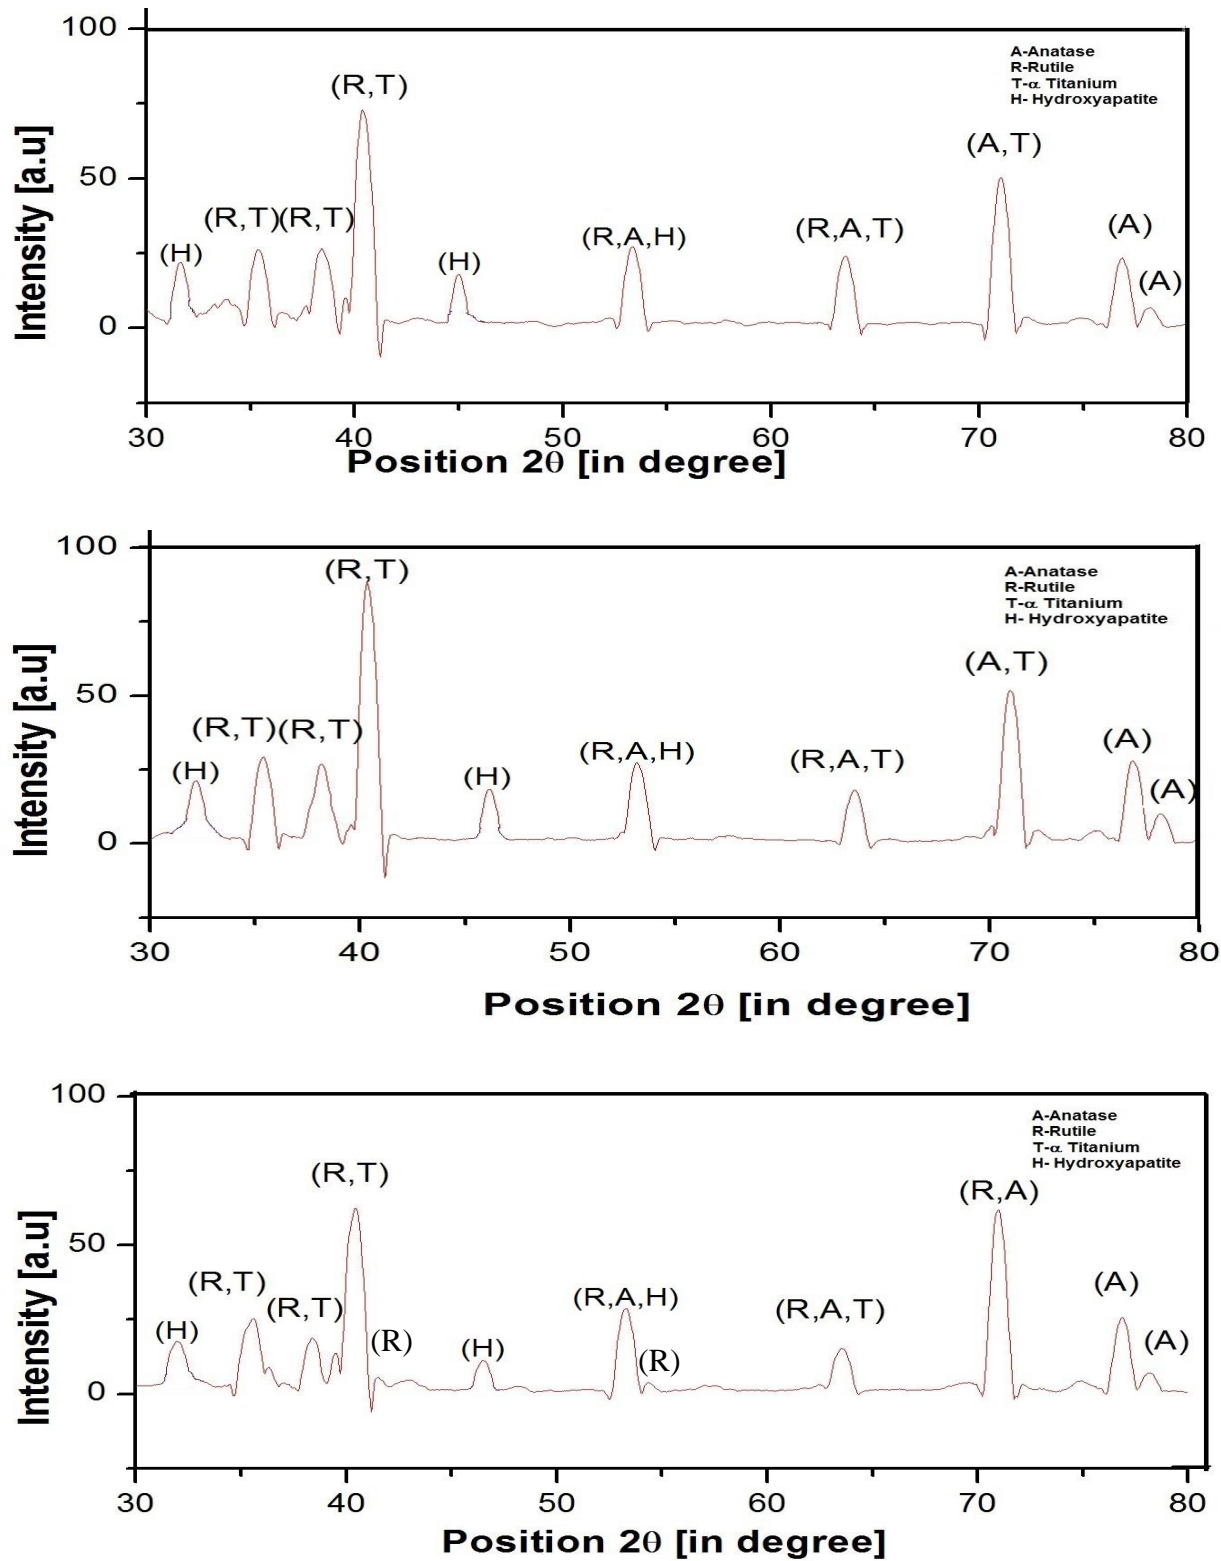 100
50
0
Intensity [a.u]
(H)
(R,T)
(R,T)
(R,T)
(H)
(R,A,H)
(R,A,T)
(A,T)
(A)
(A)
A-Anatase
R-Rutile
T-α Titanium
H- Hydroxyapatite
30 40 50 60 70 80
Position 2θ [in degree]
100
50
0
Intensity [a.u]
(H)
(R,T)
(R,T)
(R,T)
(H)
(R,A,H)
(R,A,T)
(A,T)
(A)
(A)
A-Anatase
R-Rutile
T-α Titanium
H- Hydroxyapatite
30 40 50 60 70 80
Position 2θ [in degree]
100
50
0
Intensity [a.u]
(H)
(R,T)
(R,T)
(R,T)
(R)
(H)
(R,A,H)
(R)
(R,A,T)
(R,A)
(A)
(A)
A-Anatase
R-Rutile
T-α Titanium
H- Hydroxyapatite
30 40 50 60 70 80
Position 2θ [in degree]